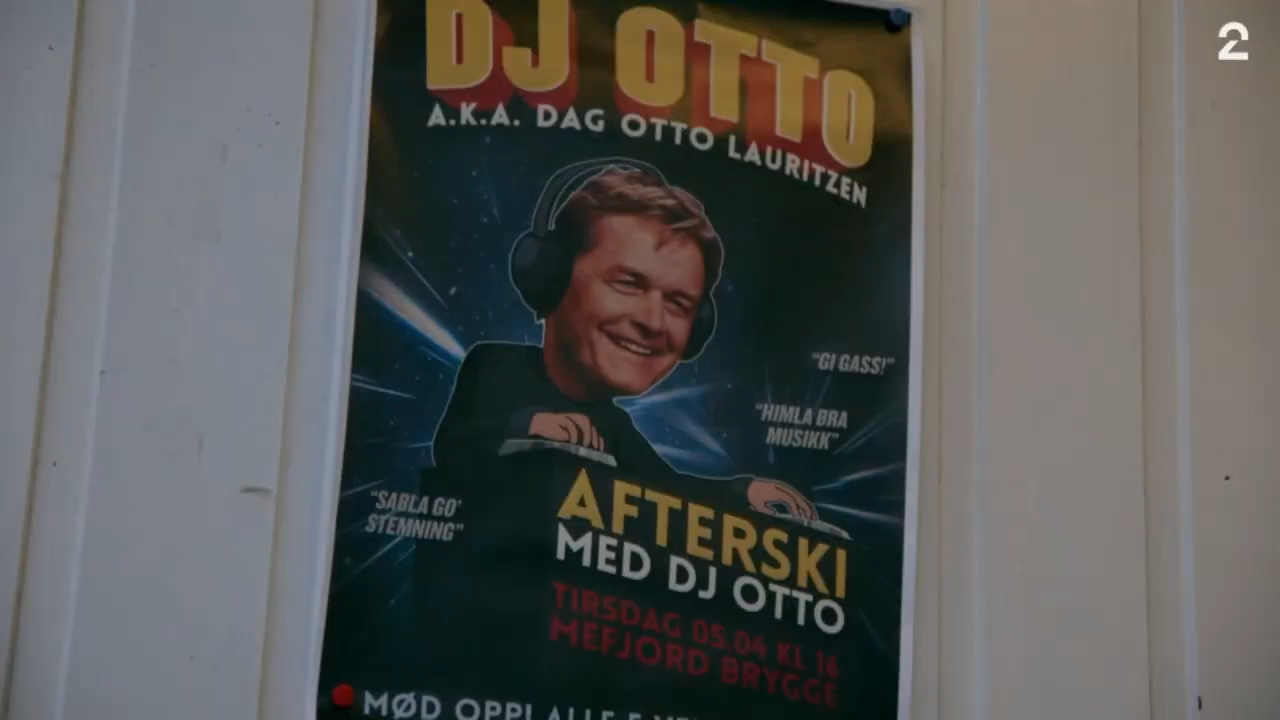 2
DJ OTTO
A.K.A. DAG OTTO LAURITZEN
"GI GASS!"
"HIMLA BRA
MUSIKK"
"SABLA GO'
STEMNING"
AFTERSKI
MED DJ OTTO
TIRSDAG 05.04 KL 16
MEFJORD BRYGGE
MØD OPP! ALLE E